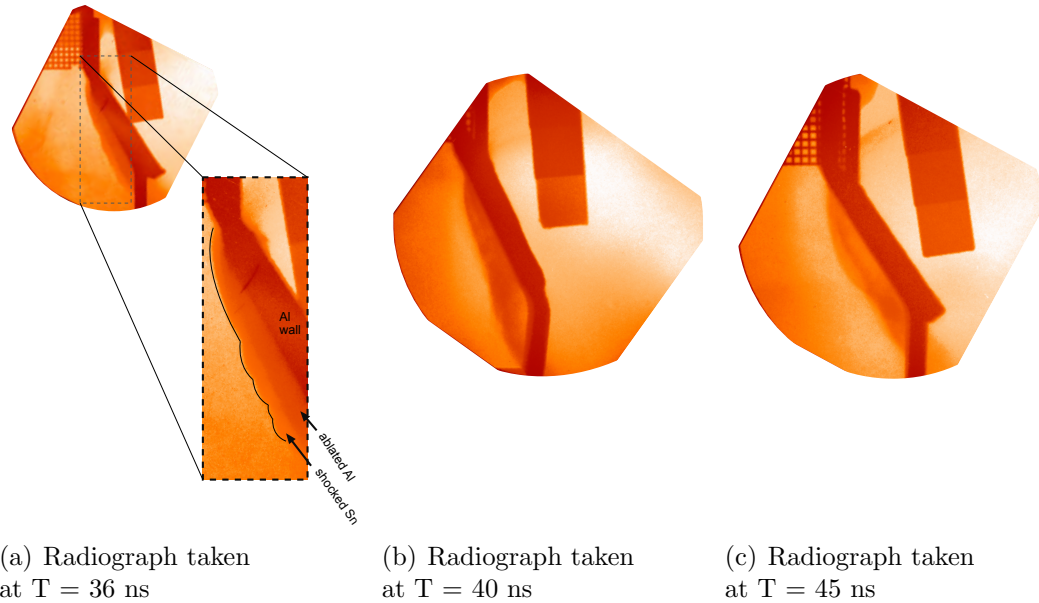 Al
wall
ablated Al
shocked Sn
(a) Radiograph taken
at T = 36 ns
(b) Radiograph taken
at T = 40 ns
(c) Radiograph taken
at T = 45 ns